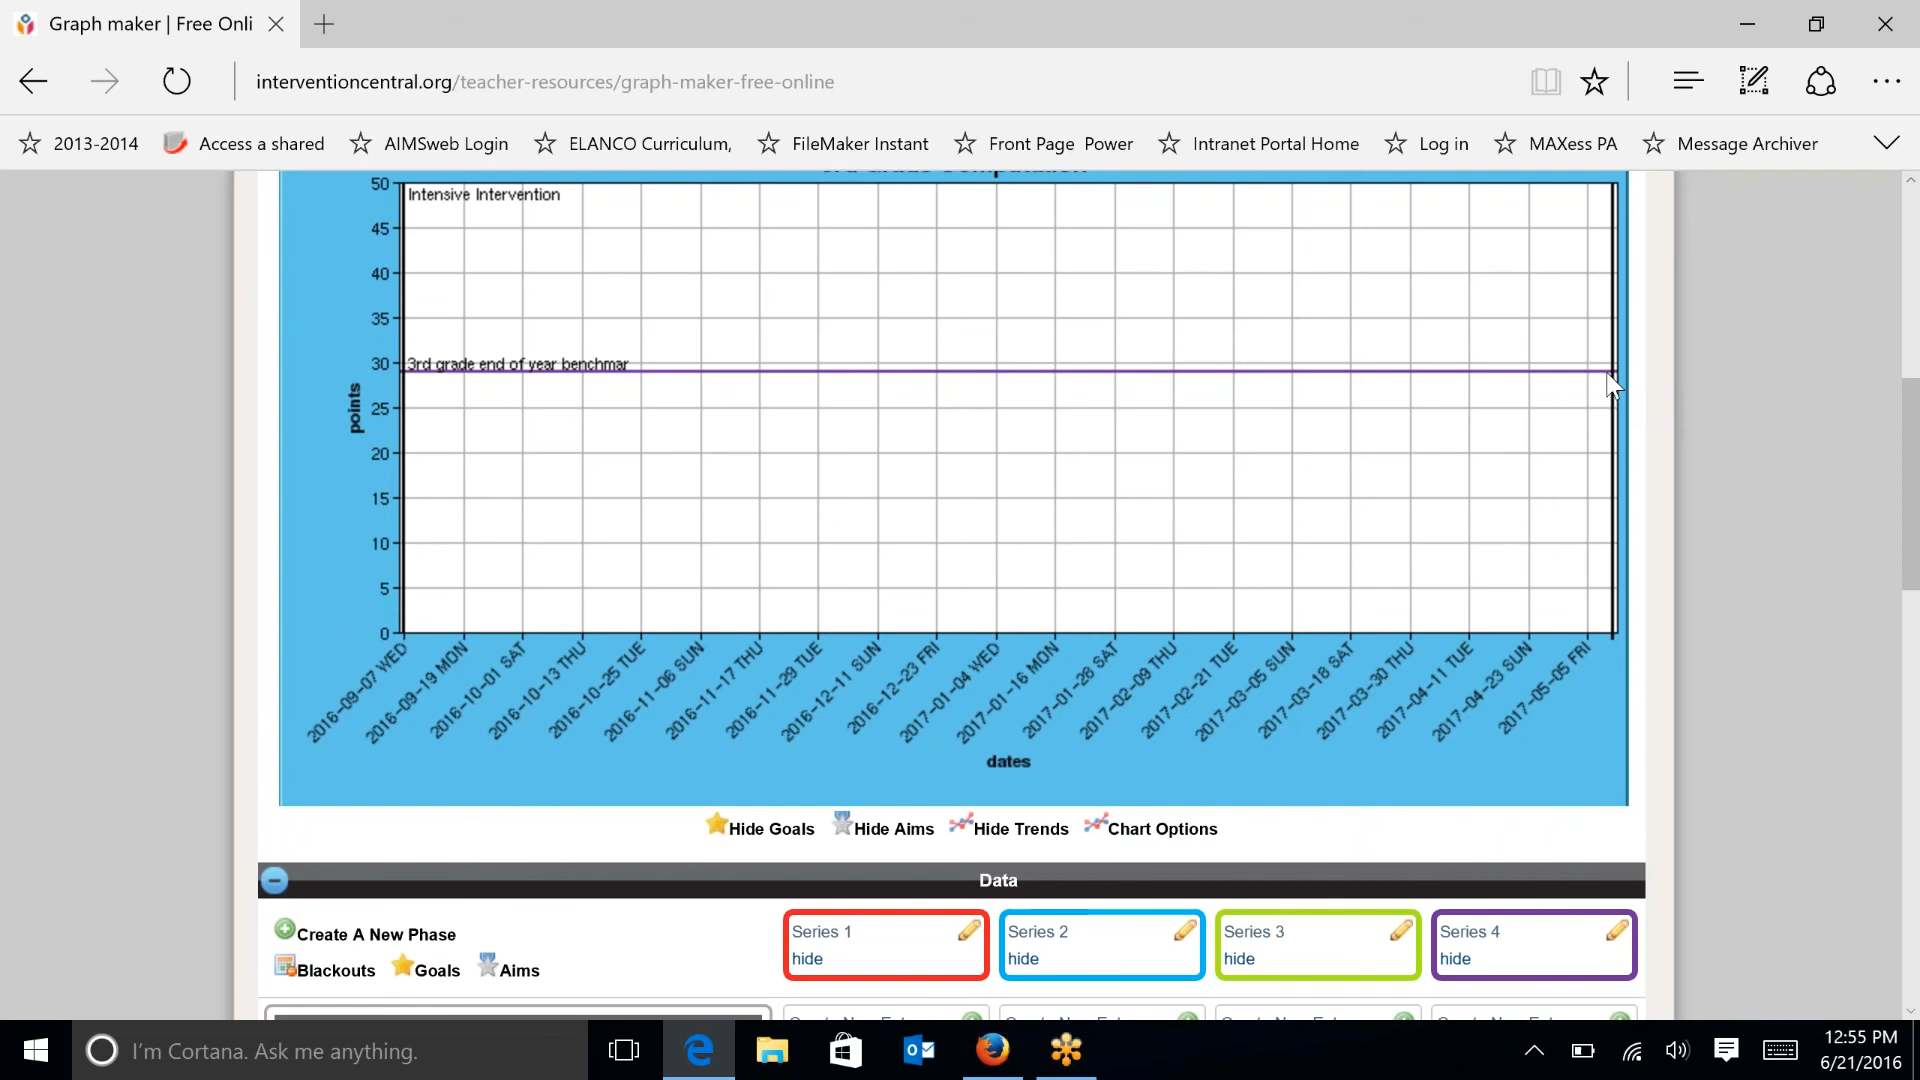 Graph maker | Free Onli
interventioncentral.org/teacher-resources/graph-maker-free-online
2013-2014 Access a shared AIMSweb Login ELANCO Curriculum, FileMaker Instant Front Page Power Intranet Portal Home Log in MAXess PA Message Archiver
50
Intensive Intervention
45
40
35
30
3rd grade end of year benchmar
25
20
15
10
5
0
points
2016-09-07 WED
2016-09-19 MON
2016-10-01 SAT
2016-10-13 THU
2016-10-25 TUE
2016-11-06 SUN
2016-11-17 THU
2016-11-29 TUE
2016-12-11 SUN
2016-12-23 FRI
2017-01-04 WED
2017-01-16 MON
2017-01-28 SAT
2017-02-09 THU
2017-02-21 TUE
2017-03-05 SUN
2017-03-18 SAT
2017-03-30 THU
2017-04-11 TUE
2017-04-23 SUN
2017-05-05 FRI
dates
Hide Goals Hide Aims Hide Trends Chart Options
Data
Create A New Phase
Blackouts Goals Aims
Series 1
hide
Series 2
hide
Series 3
hide
Series 4
hide
I'm Cortana. Ask me anything.
12:55 PM
6/21/2016